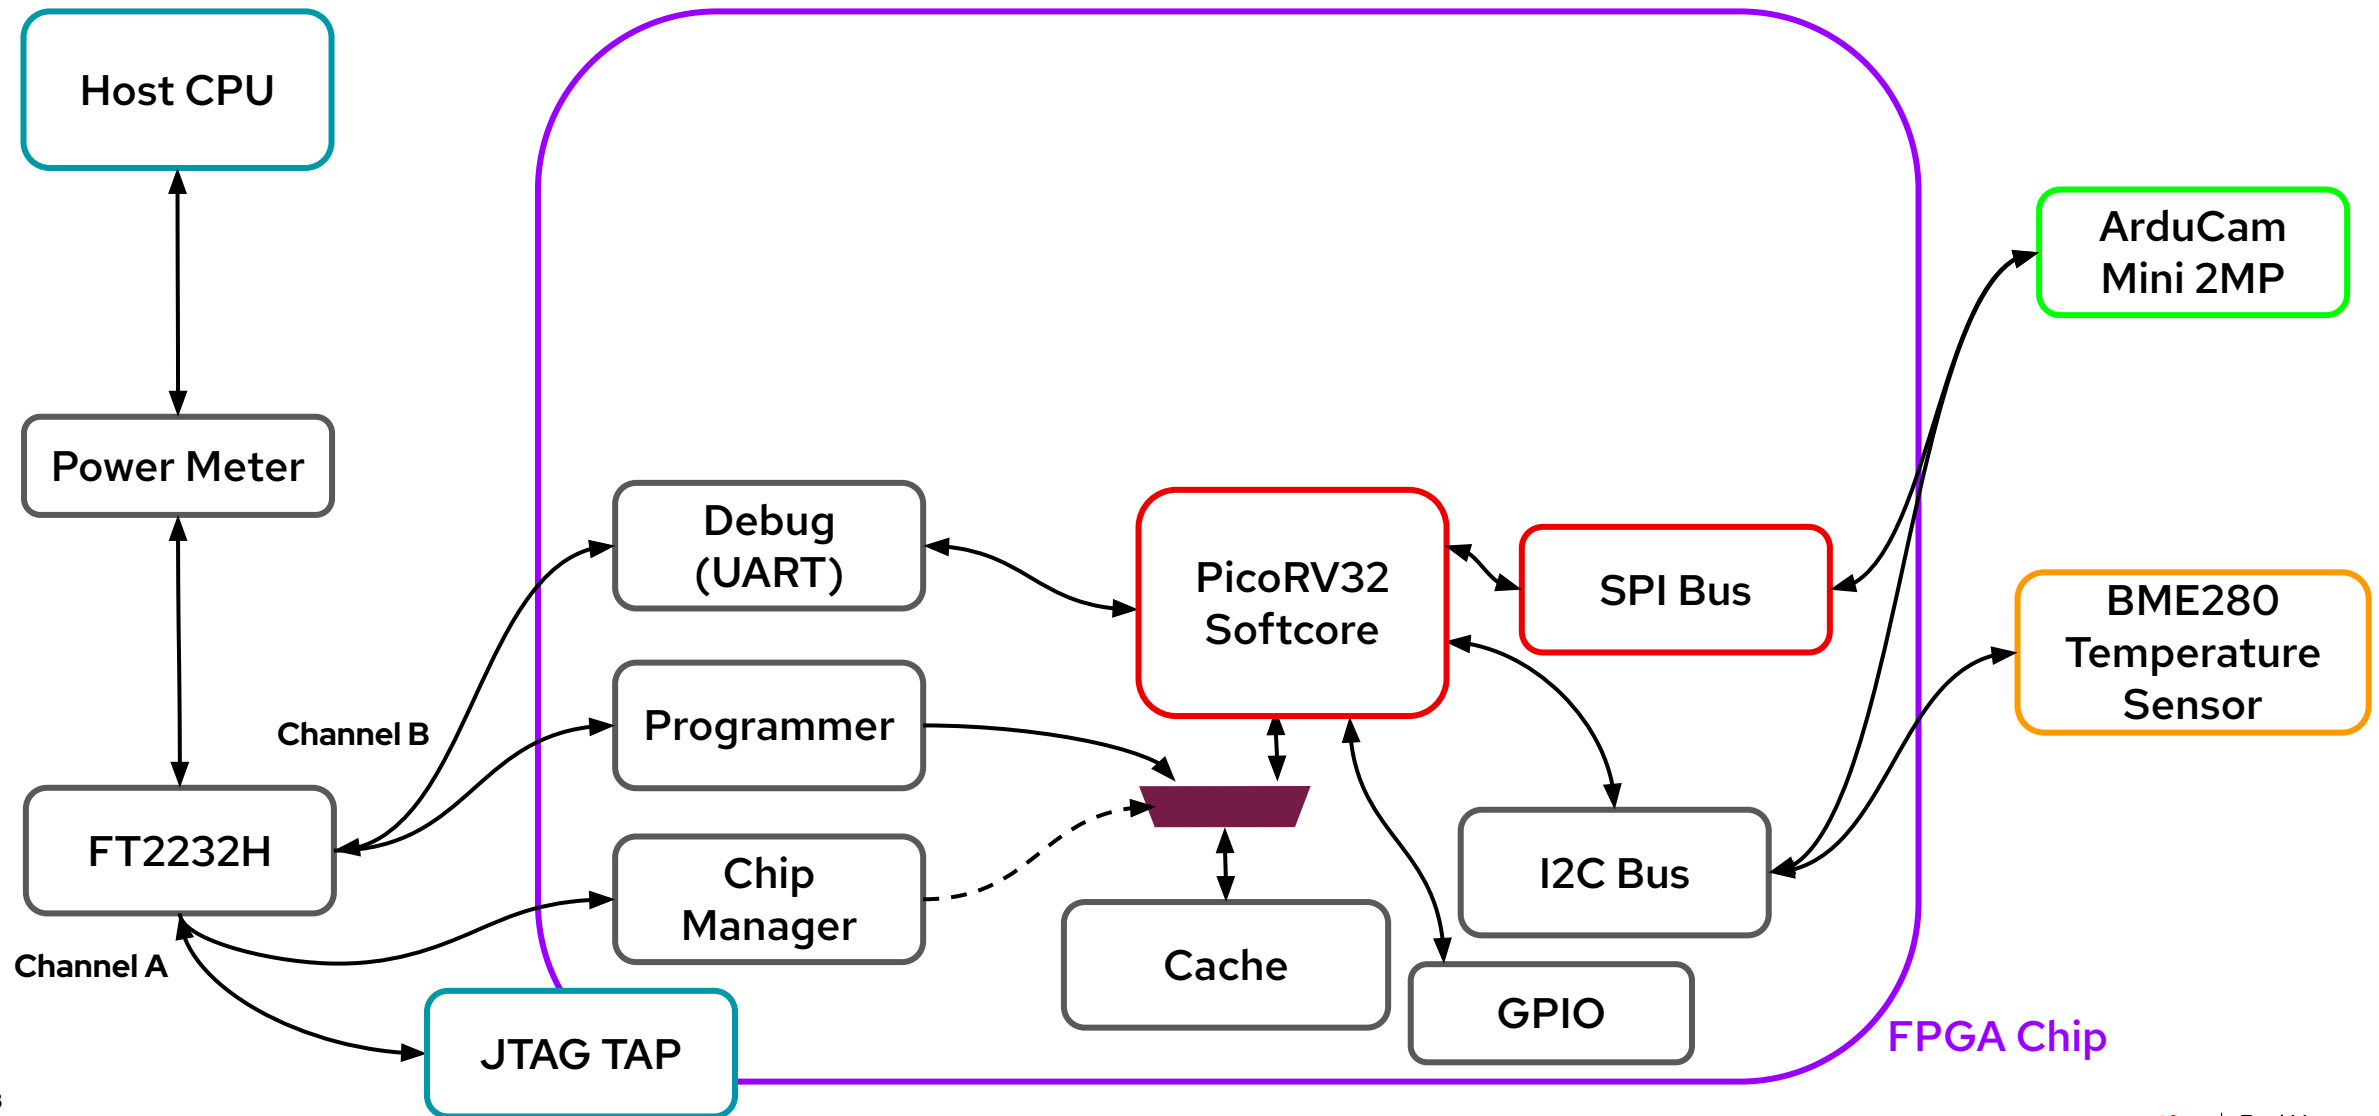 Host CPU
ArduCam
Mini 2MP
Power Meter
Debug
(UART)
PicoRV32
Softcore
SPI Bus
BME280
Temperature
Sensor
Programmer
Channel B
FT2232H
Chip
Manager
I2C Bus
Channel A
Cache
GPIO
JTAG TAP
FPGA Chip